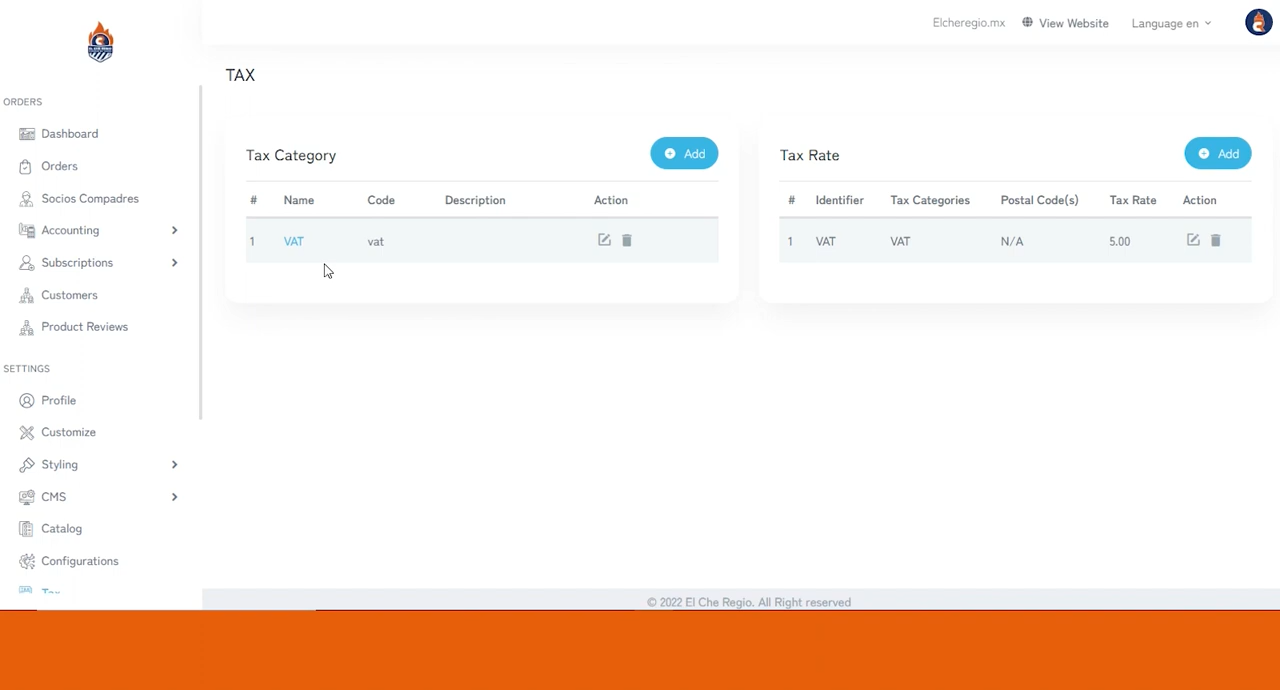 Elcheregio.mx View Website Language en
ORDERS
Dashboard
Orders
Socios Compadres
Accounting
Subscriptions
Customers
Product Reviews
SETTINGS
Profile
Customize
Styling
CMS
Catalog
Configurations
Tax
TAX
Tax Category
Add
# Name Code Description Action
1 VAT vat
Tax Rate
Add
# Identifier Tax Categories Postal Code(s) Tax Rate Action
1 VAT VAT N/A 5.00
© 2022 El Che Regio. All Right reserved